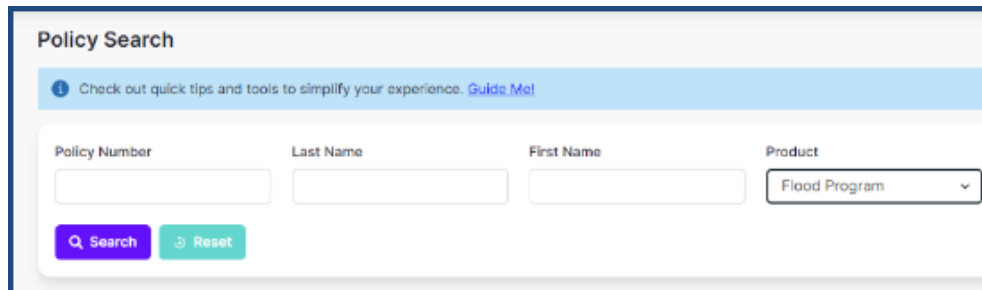 Policy Search
Check out quick tips and tools to simplify your experience. Guide Me!
Policy Number Last Name First Name Product
Flood Program
Search Reset